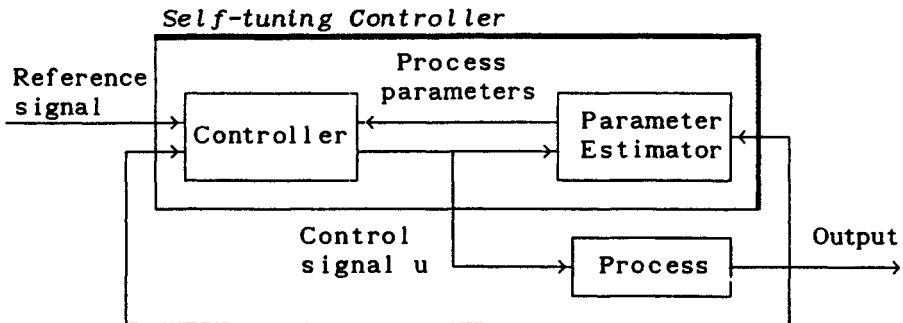 Self-tuning Controller
Reference
signal
Process
parameters
Controller
Parameter
Estimator
Control
signal u
Process
Output